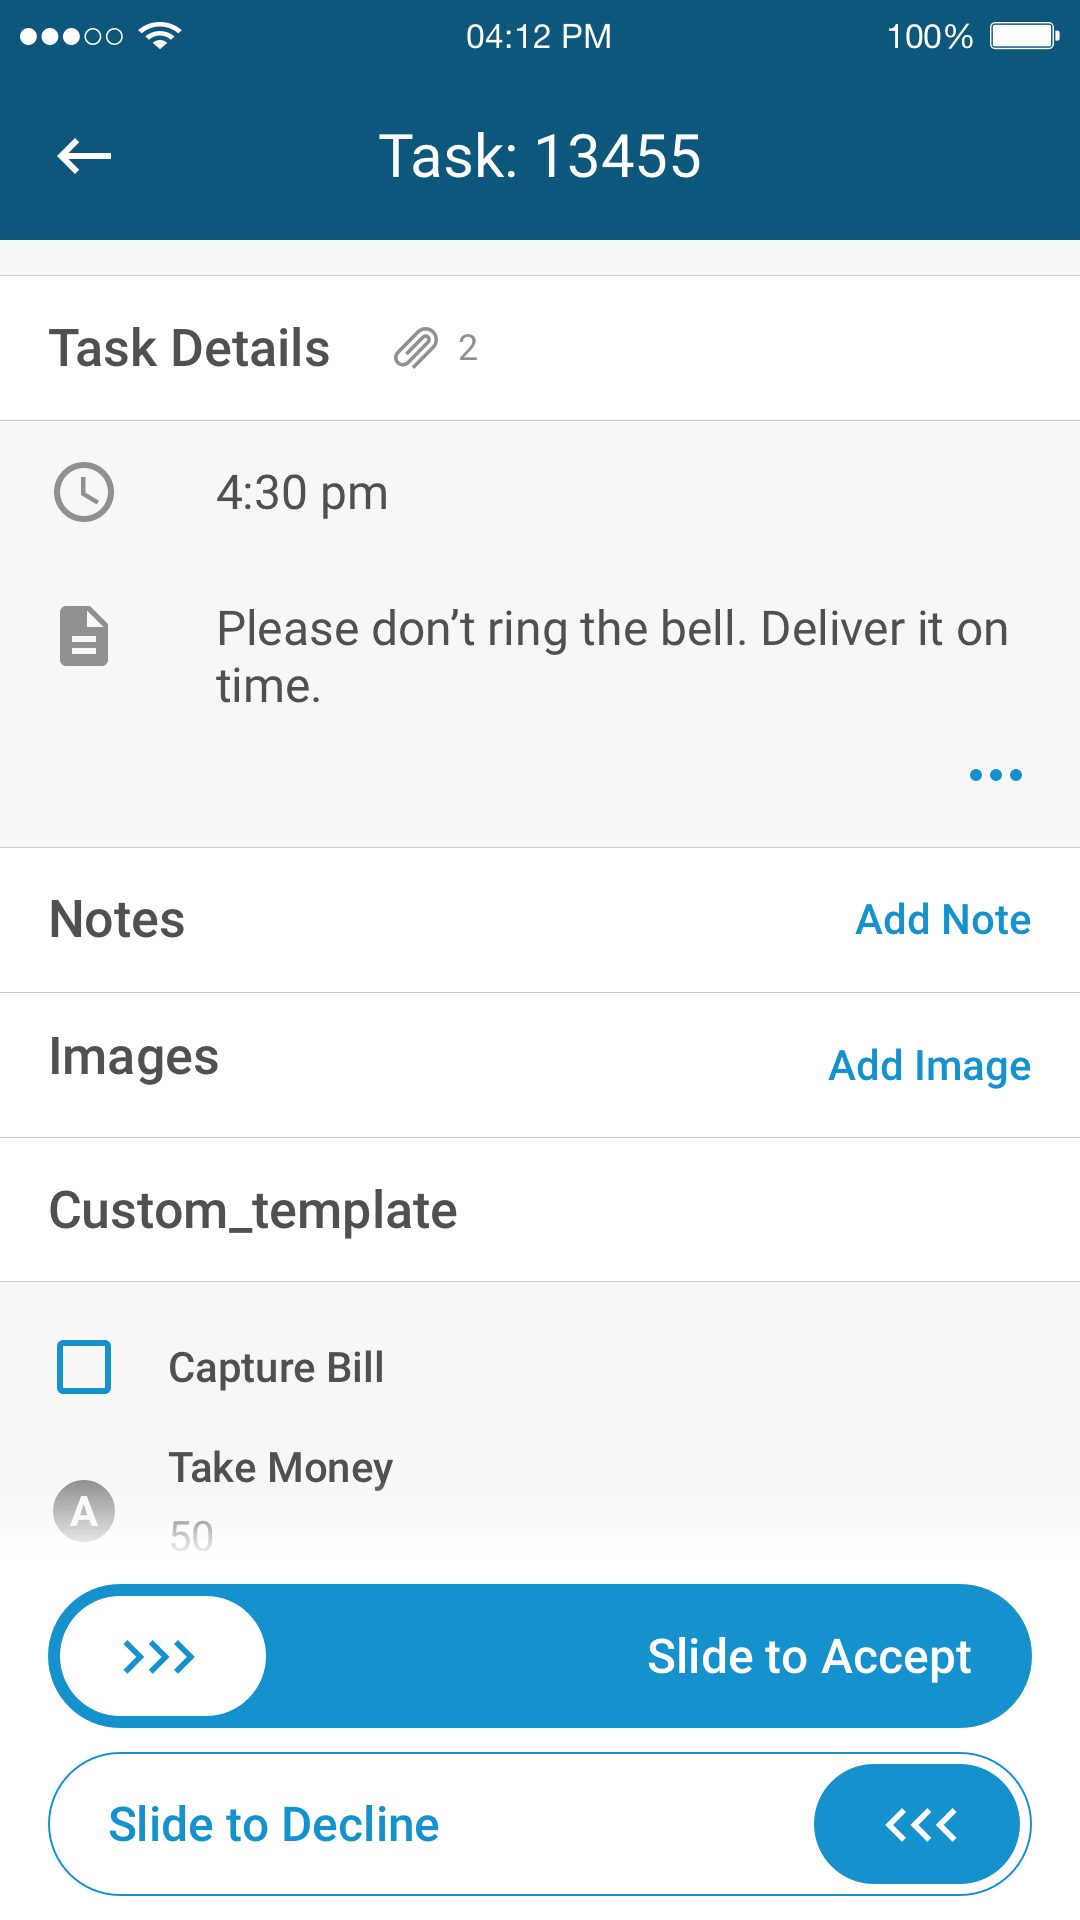 04:12 PM
100%
Task: 13455
Task Details
2
4:30 pm
Please don’t ring the bell. Deliver it on
time.
Notes
Add Note
Images
Add Image
Custom_template
Capture Bill
Take Money
A
50
Slide to Accept
Slide to Decline